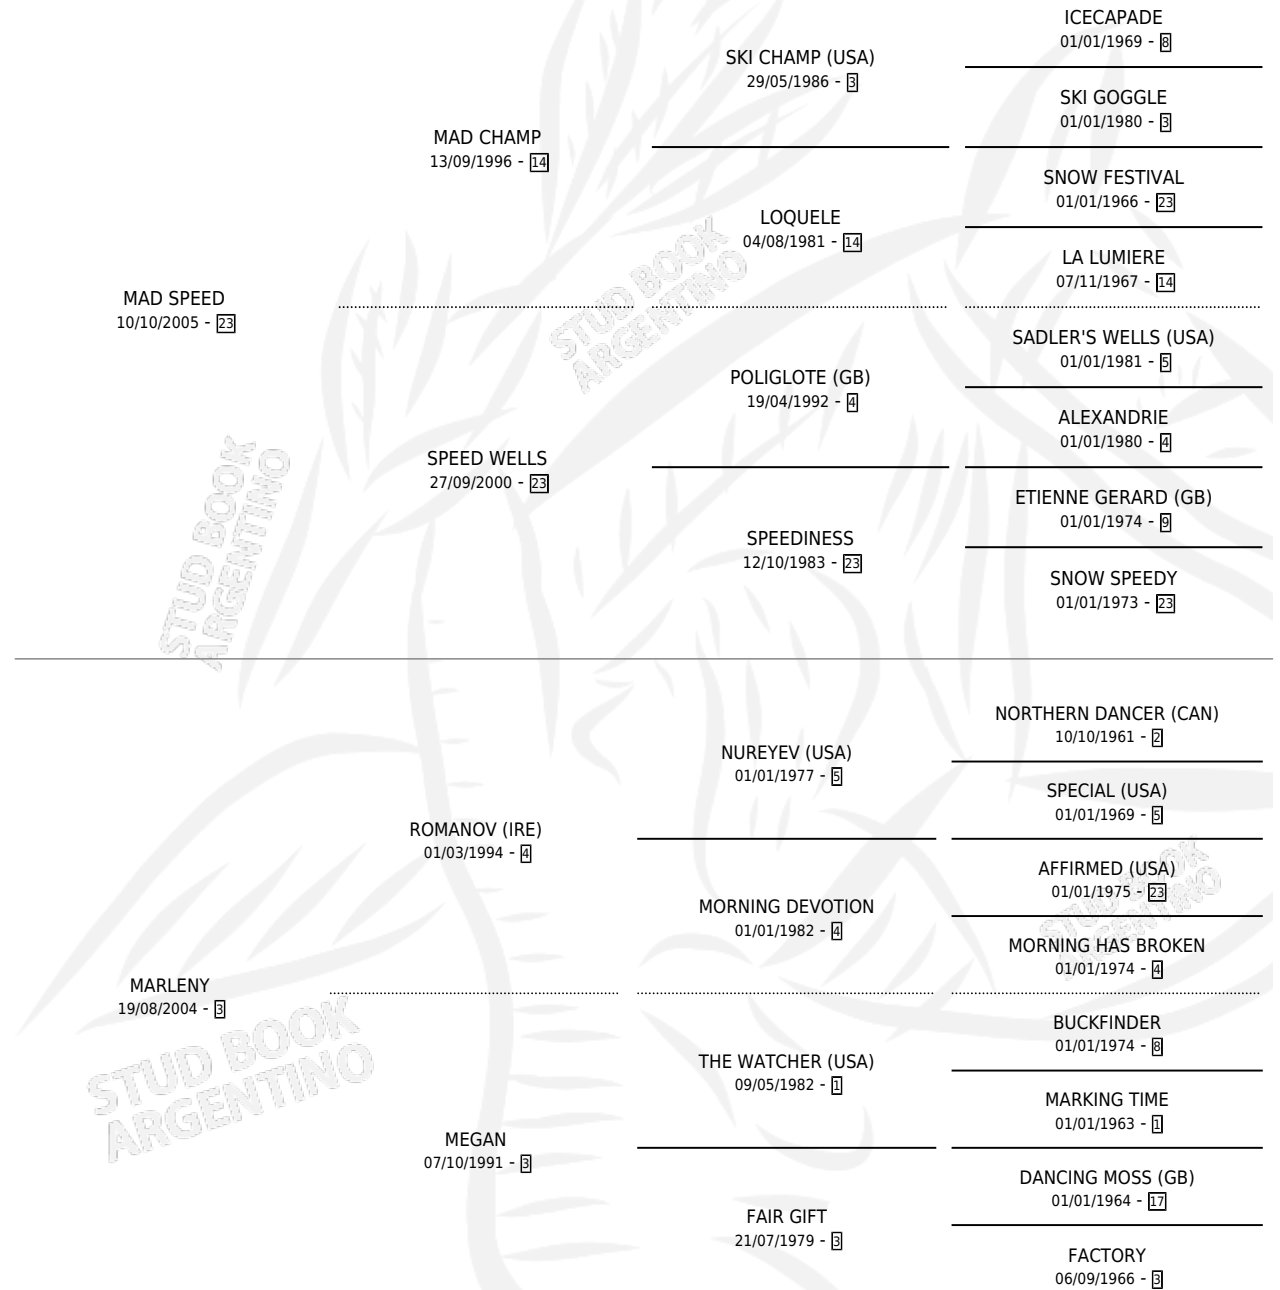 ICECAPADE
01/01/1969 - 8
SKI CHAMP (USA)
29/05/1986 - 3
SKI GOGGLE
01/01/1980 - 3
MAD CHAMP
13/09/1996 - 14
SNOW FESTIVAL
01/01/1966 - 23
LOQUELE
04/08/1981 - 14
LA LUMIERE
07/11/1967 - 14
MAD SPEED
10/10/2005 - 23
SADLER'S WELLS (USA)
01/01/1981 - 5
POLIGLOTE (GB)
19/04/1992 - 4
ALEXANDRIE
01/01/1980 - 4
SPEED WELLS
27/09/2000 - 23
ETIENNE GERARD (GB)
01/01/1974 - 9
SPEEDINESS
12/10/1983 - 23
SNOW SPEEDY
01/01/1973 - 23
NORTHERN DANCER (CAN)
10/10/1961 - 2
NUREYEV (USA)
01/01/1977 - 5
SPECIAL (USA)
01/01/1969 - 5
ROMANOV (IRE)
01/03/1994 - 4
AFFIRMED (USA)
01/01/1975 - 23
MORNING DEVOTION
01/01/1982 - 4
MORNING HAS BROKEN
01/01/1974 - 4
MARLENY
19/08/2004 - 3
BUCKFINDER
01/01/1974 - 8
THE WATCHER (USA)
09/05/1982 - 1
MARKING TIME
01/01/1963 - 1
MEGAN
07/10/1991 - 3
DANCING MOSS (GB)
01/01/1964 - 17
FAIR GIFT
21/07/1979 - 3
FACTORY
06/09/1966 - 3
STUD BOOK
ARGENTINO
STUD BOOK
ARGENTINO
STUD BOOK
ARGENTINO
STUD BOOK
ARGENTINO